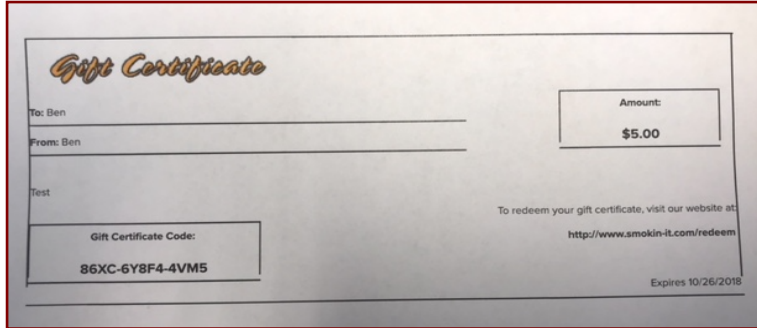 Gift Certificate
To: Ben
Amount:
$5.00
From: Ben
Test
To redeem your gift certificate, visit our website at:
http://www.smokin-it.com/redeem
Gift Certificate Code:
86XC-6Y8F4-4VM5
Expires 10/26/2018